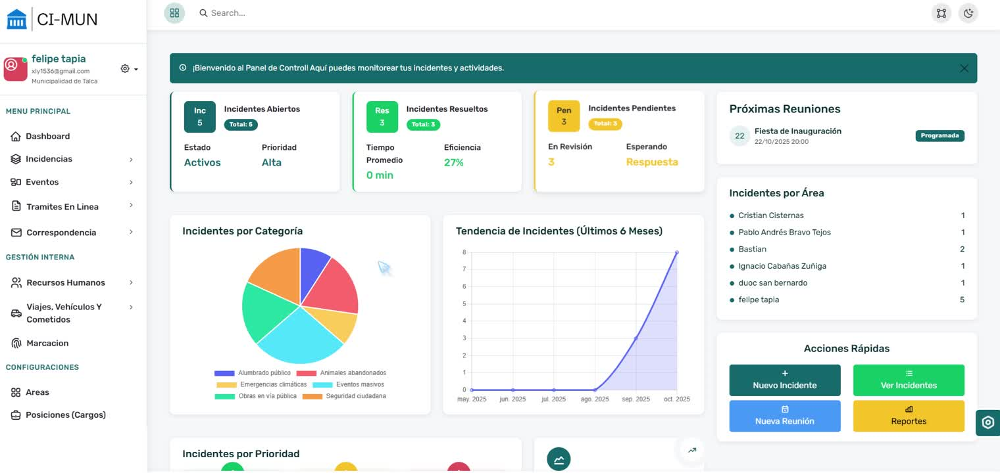 CI-MUN
Search...
felipe tapia
xly1536@gmail.com
Municipalidad de Talca
MENU PRINCIPAL
Dashboard
Incidencias
Eventos
Tramites En Linea
Correspondencia
GESTIÓN INTERNA
Recursos Humanos
Viajes, Vehículos Y
Cometidos
Marcacion
CONFIGURACIONES
Areas
Posiciones (Cargos)
¡Bienvenido al Panel de Control! Aquí puedes monitorear tus incidentes y actividades.
Inc
5
Incidentes Abiertos
Total: 5
Estado
Activos
Prioridad
Alta
Res
3
Incidentes Resueltos
Total: 3
Tiempo
Promedio
0 min
Eficiencia
27%
Pen
3
Incidentes Pendientes
Total: 3
En Revisión
3
Esperando
Respuesta
Próximas Reuniones
22
Fiesta de Inauguración
22/10/2025 20:00
Programada
Incidentes por Categoría
Alumbrado público
Animales abandonados
Emergencias climáticas
Eventos masivos
Obras en vía pública
Seguridad ciudadana
Tendencia de Incidentes (Últimos 6 Meses)
8
7
6
5
4
3
2
1
0
may. 2025
jun. 2025
jul. 2025
ago. 2025
sep. 2025
oct. 2025
Incidentes por Área
Cristian Cisternas 1
Pablo Andrés Bravo Tejos 1
Bastian 2
Ignacio Cabañas Zuñiga 1
duoc san bernardo 1
felipe tapia 5
Acciones Rápidas
Nuevo Incidente
Ver Incidentes
Nueva Reunión
Reportes
Incidentes por Prioridad